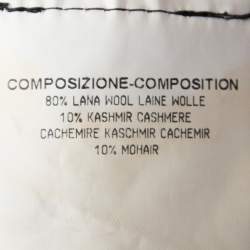 COMPOSIZIONE-COMPOSITION
80% LANA WOOL LAINE WOLLE
10% KASHMIR CASHMERE
CACHEMIRE KASCHMIR CACHEMIR
10% MOHAIR